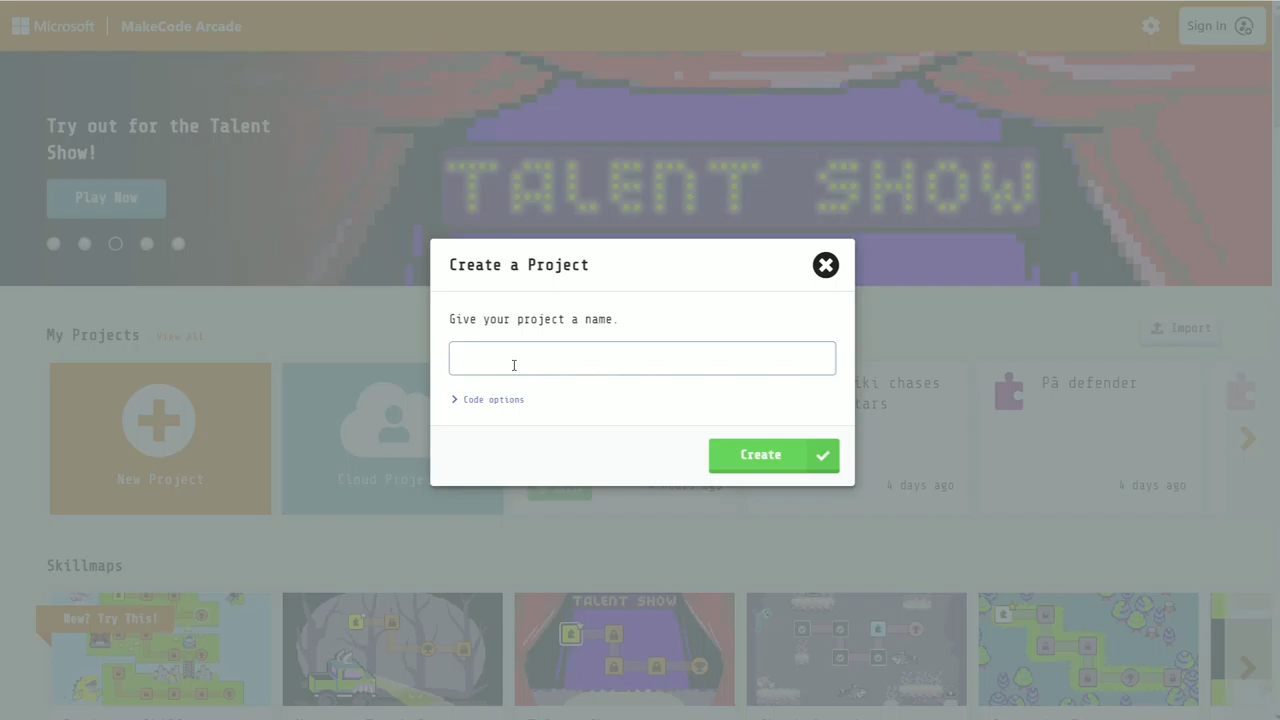 Microsoft | MakeCode Arcade
Sign In
Try out for the Talent
Show!
Play Now
TALENT SHOW
Create a Project
Give your project a name.
Code options
Create
My Projects
View All
Import
New Project
Cloud Proje
iki chases
tars
4 days ago
Pã defender
4 days ago
Skillmaps
New? Try This!
TALENT SHOW